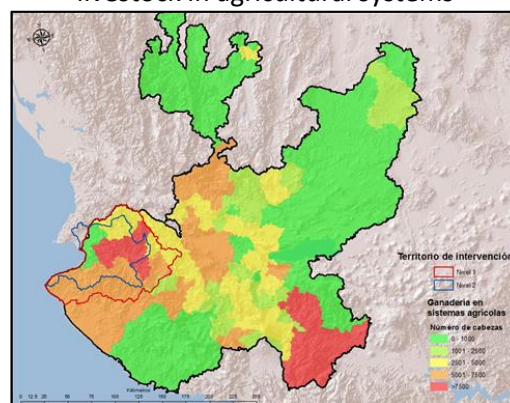 livestock in agricultural systems
Territorio de intervención
Nivel 1
Nivel 2
Ganadería en
sistemas agrícolas
Número de cabezas
0 - 1000
1001 - 2500
2501 - 5000
5001 - 7500
>7500
Kilómetros